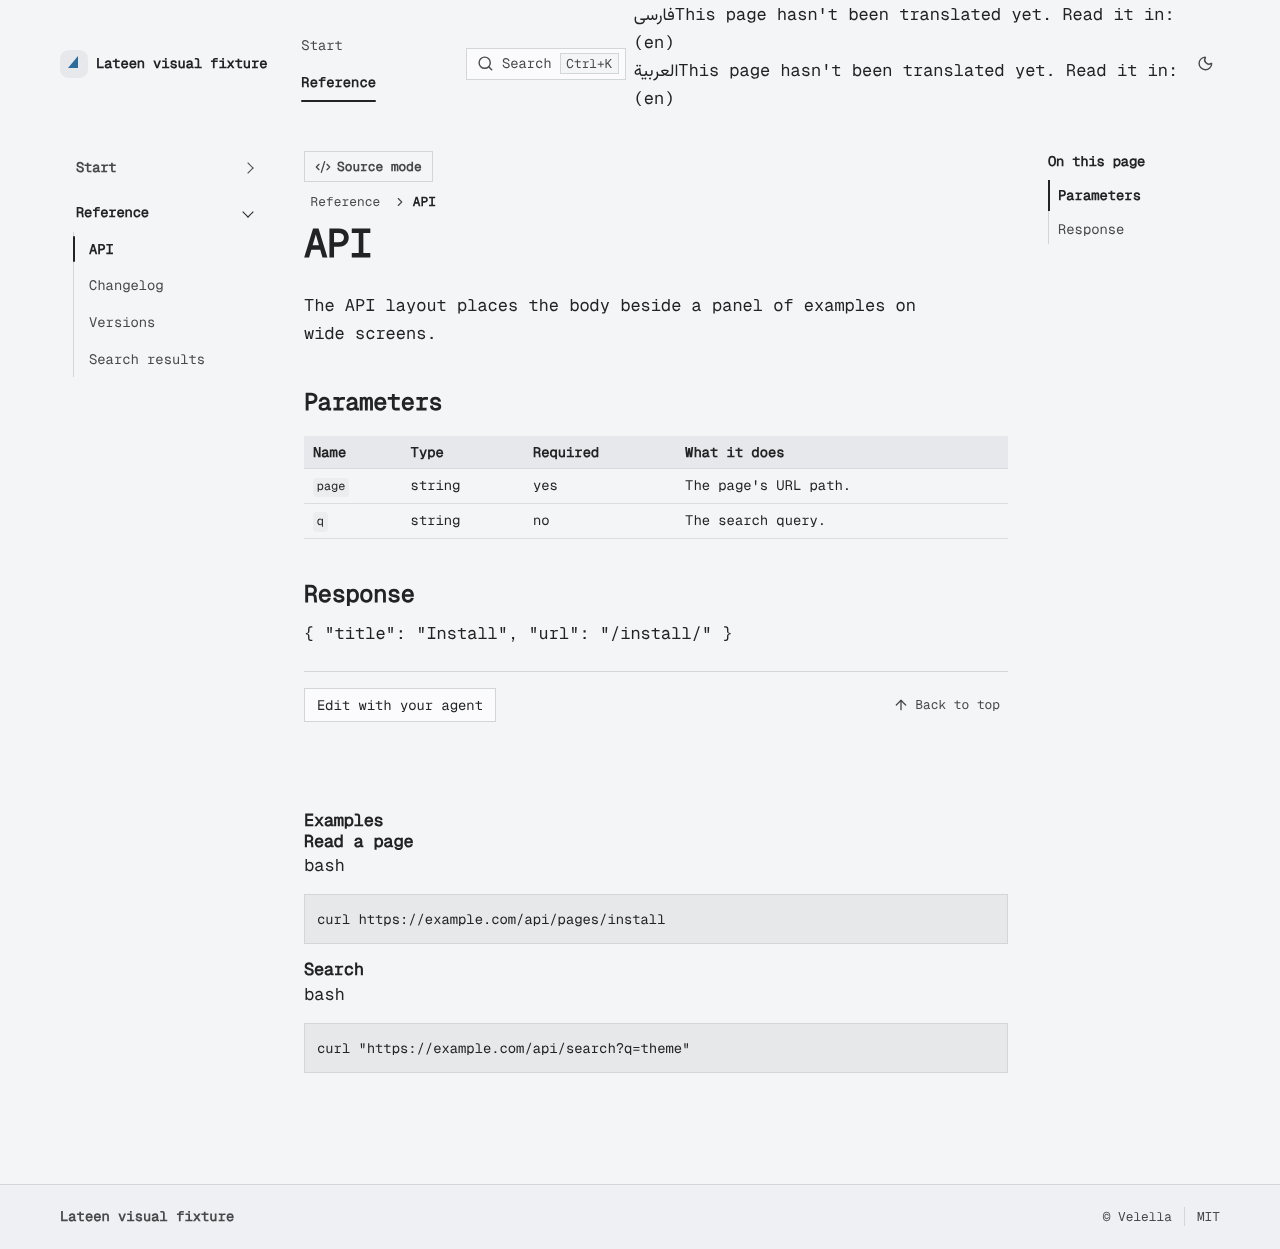 Lateen visual fixture
Start
Reference
Search Ctrl+K
فارسیThis page hasn't been translated yet. Read it in:
(en)
العربيةThis page hasn't been translated yet. Read it in:
(en)
Start
Reference
API
Changelog
Versions
Search results
Source mode
Reference > API
API
The API layout places the body beside a panel of examples on
wide screens.
Parameters
Name Type Required What it does
page string yes The page's URL path.
q string no The search query.
Response
{ "title": "Install", "url": "/install/" }
Edit with your agent
Back to top
Examples
Read a page
bash
curl https://example.com/api/pages/install
Search
bash
curl "https://example.com/api/search?q=theme"
On this page
Parameters
Response
Lateen visual fixture
© Velella
MIT